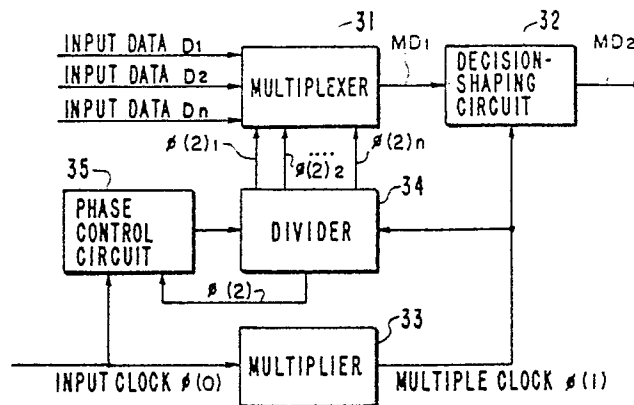 31
32
INPUT DATA D1
INPUT DATA D2
INPUT DATA Dn
MULTIPLEXER
MD1
DECISION-
SHAPING
CIRCUIT
MD2
ø(2)1
ø(2)2
....
ø(2)n
35
34
PHASE
CONTROL
CIRCUIT
DIVIDER
ø(2)
33
MULTIPLIER
INPUT CLOCK ø(0)
MULTIPLE CLOCK ø(1)